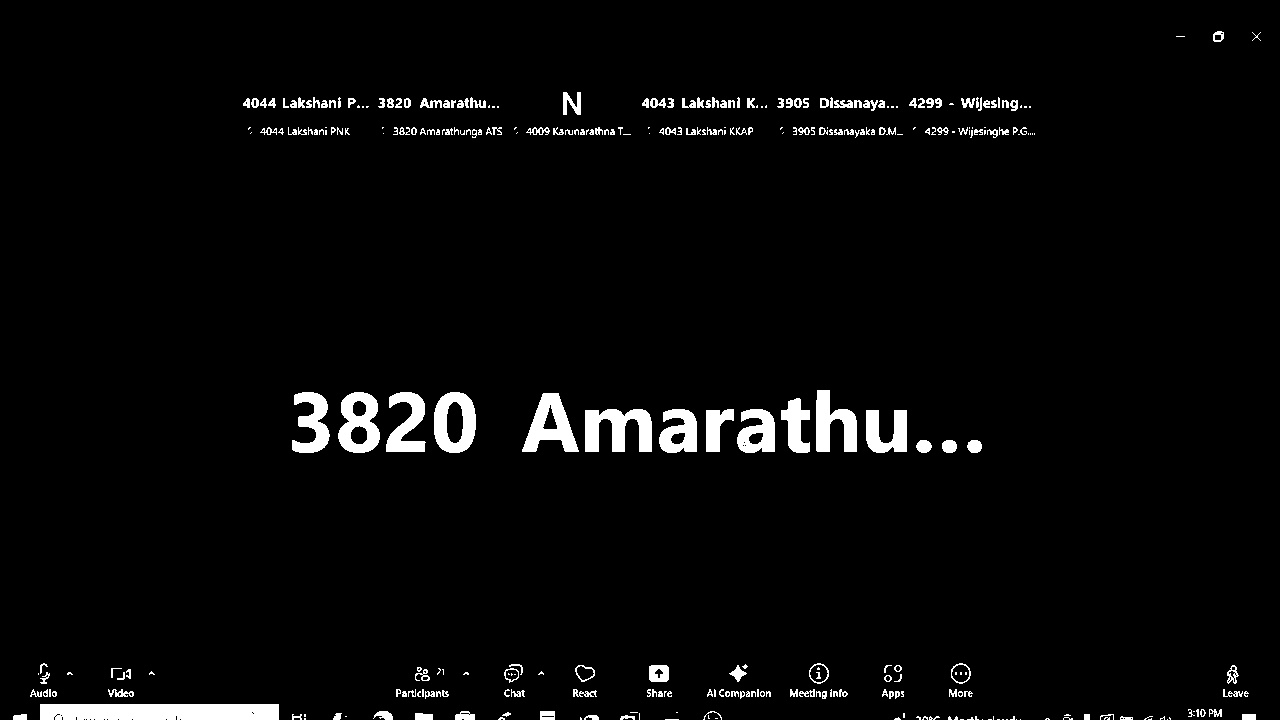 4044 Lakshani P... 3820 Amarathu... N 4043 Lakshani K... 3905 Dissanaya... 4299 - Wijesing...
4044 Lakshani PNK 3820 Amarathunga ATS 4009 Karunarathna T... 4043 Lakshani KKAP 3905 Dissanayaka D.M... 4299 - Wijesinghe P.G....
3820 Amarathu...
Audio Video Participants 71 Chat React Share AI Companion Meeting info Apps More Leave
3:10 PM